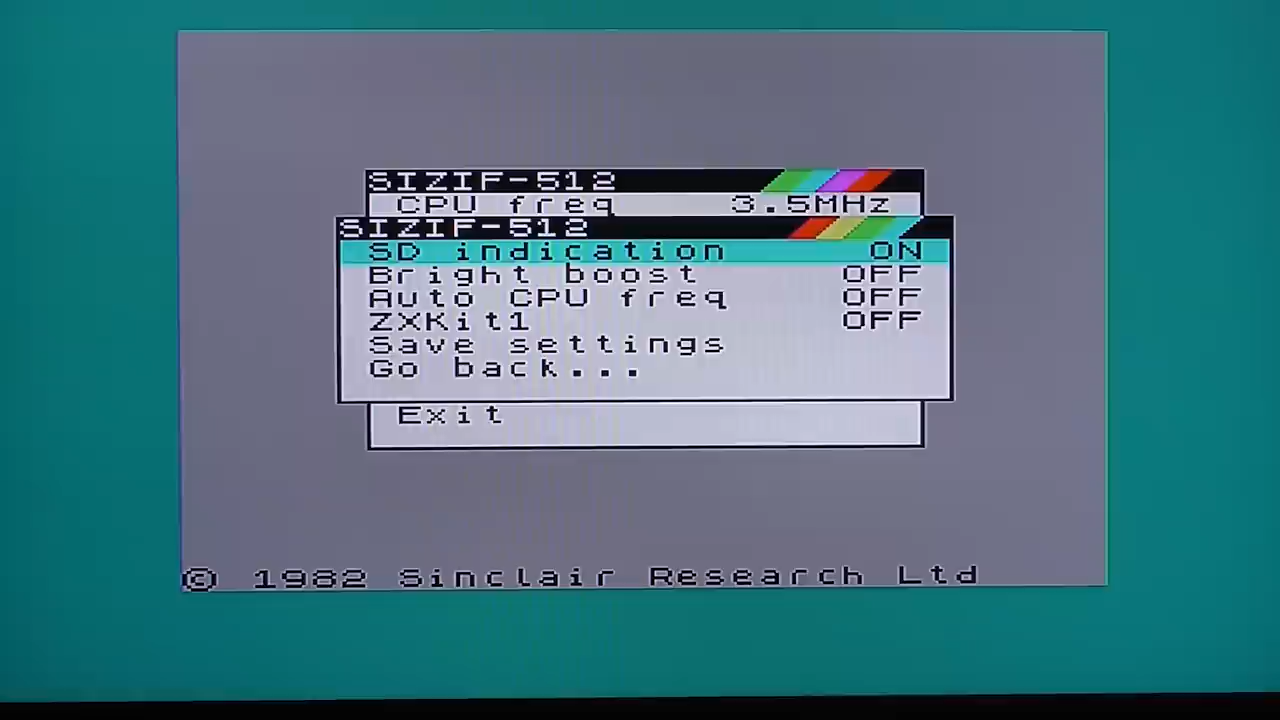 SIZIF-512
CPU freq 3.5MHz
SIZIF-512
SD indication ON
Bright boost OFF
Auto CPU freq OFF
ZXKit1 OFF
Save settings
Go back...
Exit
© 1982 Sinclair Research Ltd